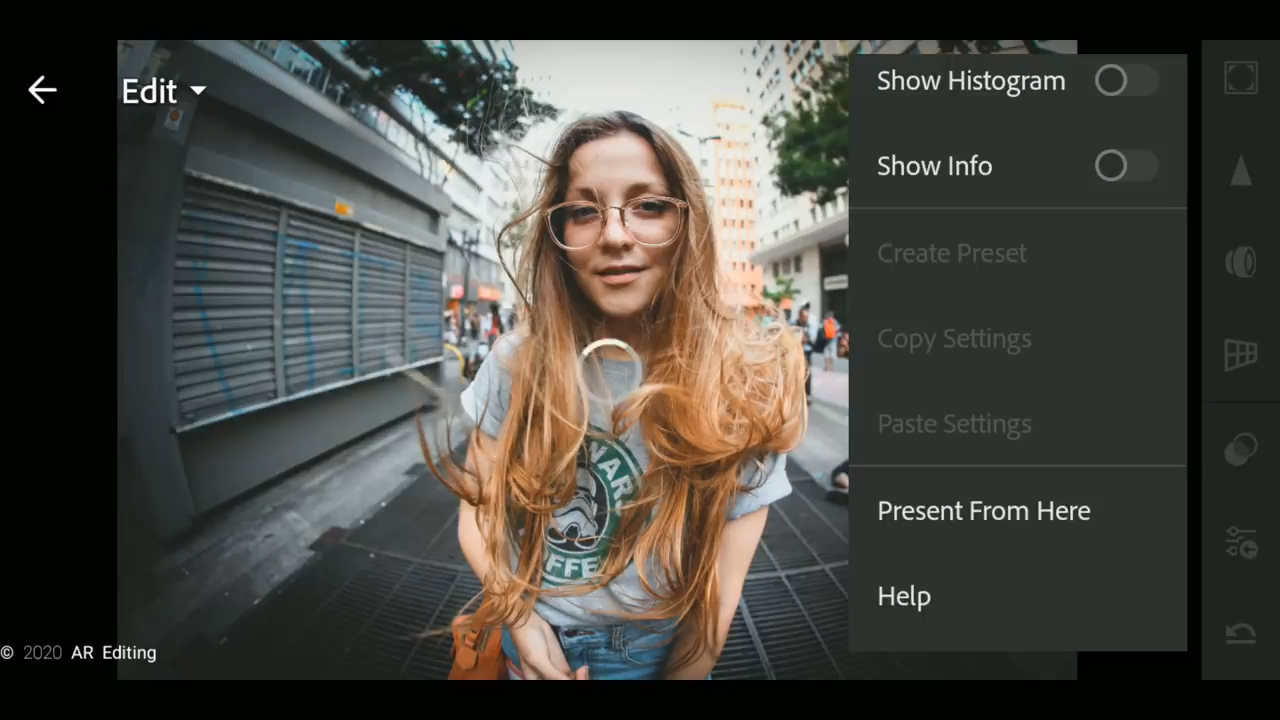 Edit
Show Histogram
Show Info
Create Preset
Copy Settings
Paste Settings
Present From Here
Help
© 2020 AR Editing